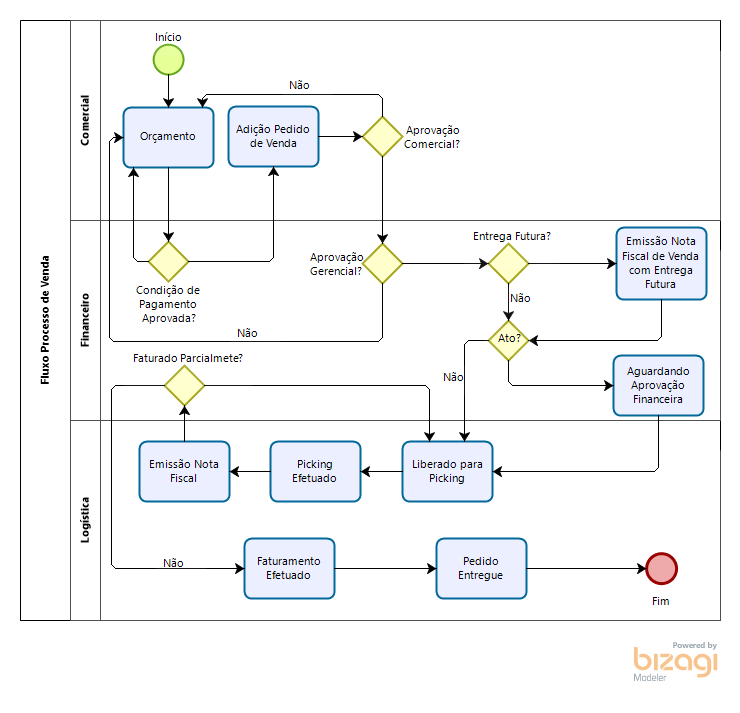 Fluxo Processo de Venda
Comercial
Início
Não
Orçamento
Adição Pedido
de Venda
Aprovação
Comercial?
Financeiro
Condição de
Pagamento
Aprovada?
Aprovação
Gerencial?
Não
Entrega Futura?
Não
Emissão Nota
Fiscal de Venda
com Entrega
Futura
Ato?
Não
Aguardando
Aprovação
Financeira
Faturado Parcialmete?
Logística
Emissão Nota
Fiscal
Picking
Efetuado
Liberado para
Picking
Não
Faturamento
Efetuado
Pedido
Entregue
Fim
Powered by
bizagi
Modeler